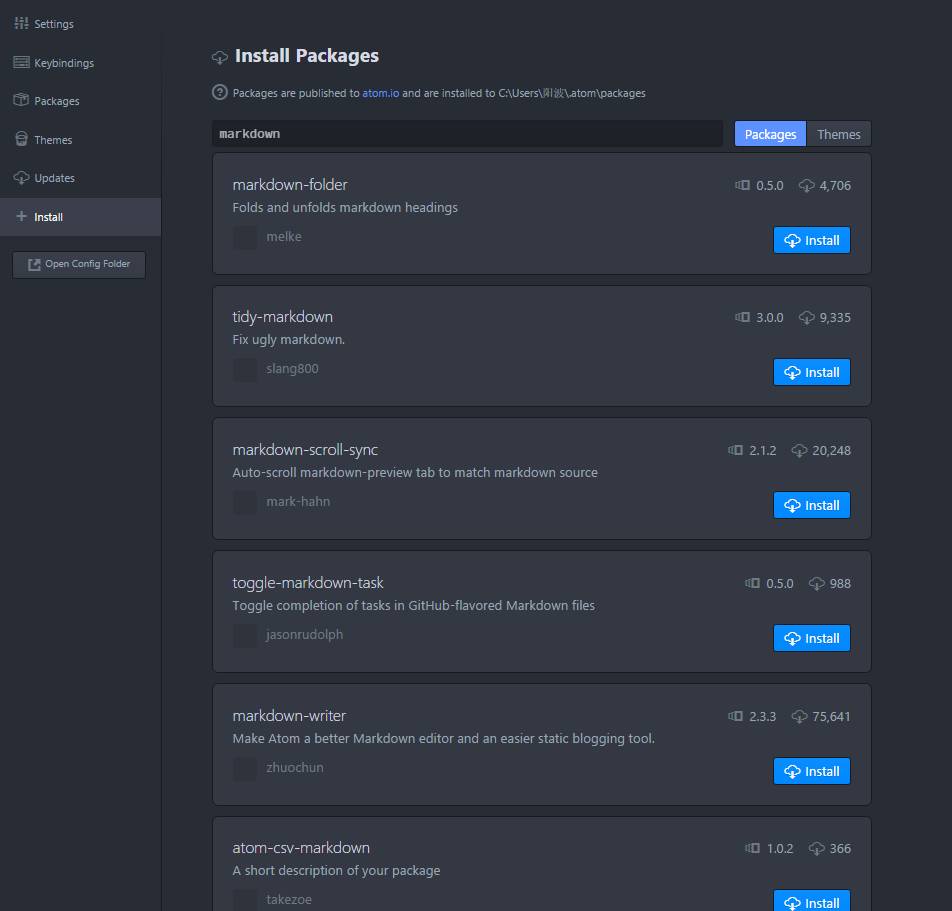 Settings
Keybindings
Packages
Themes
Updates
Install
Open Config Folder
Install Packages
Packages are published to atom.io and are installed to C:\Users\阳波\.atom\packages
markdown
Packages
Themes
markdown-folder
0.5.0
4,706
Folds and unfolds markdown headings
melke
Install
tidy-markdown
3.0.0
9,335
Fix ugly markdown.
slang800
Install
markdown-scroll-sync
2.1.2
20,248
Auto-scroll markdown-preview tab to match markdown source
mark-hahn
Install
toggle-markdown-task
0.5.0
988
Toggle completion of tasks in GitHub-flavored Markdown files
jasonrudolph
Install
markdown-writer
2.3.3
75,641
Make Atom a better Markdown editor and an easier static blogging tool.
zhuochun
Install
atom-csv-markdown
1.0.2
366
A short description of your package
takezoe
Install